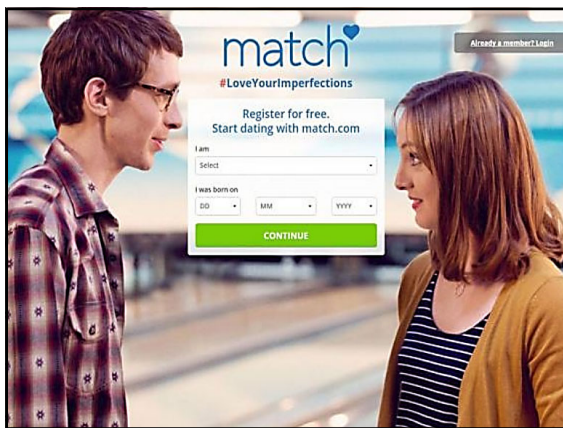 match
Already a member? Login
#LoveYourImperfections
Register for free.
Start dating with match.com
I am
Select
I was born on
DD MM YYYY
CONTINUE